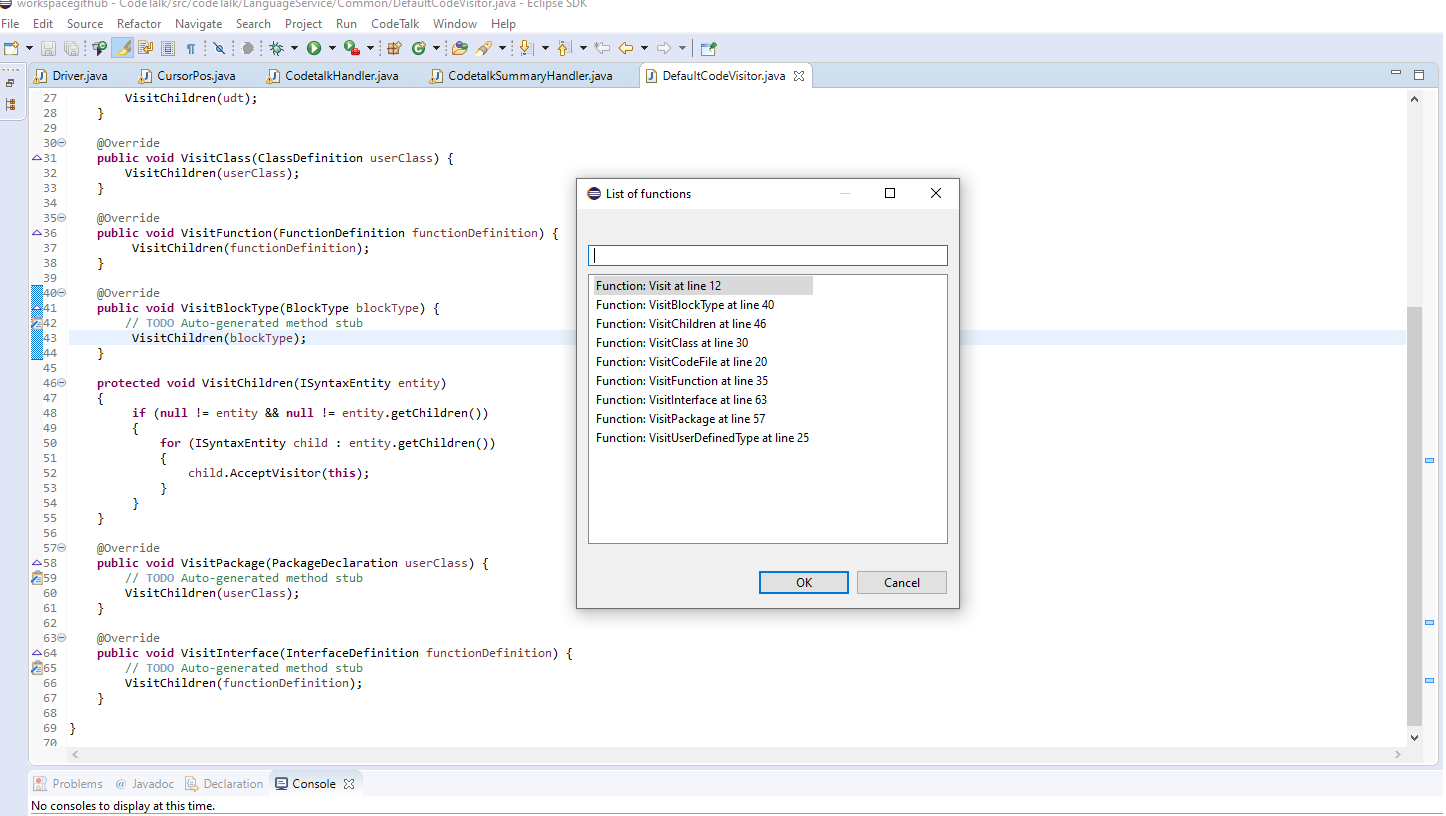 workspacegithub - CodeTalk/src/codeTalk/LanguageService/Common/DefaultCodeVisitor.java - Eclipse SDK
File Edit Source Refactor Navigate Search Project Run CodeTalk Window Help
Driver.java CursorPos.java CodetalkHandler.java CodetalkSummaryHandler.java DefaultCodeVisitor.java
27 VisitChildren(udt);
28 }
29
30 @Override
31 public void VisitClass(ClassDefinition userClass) {
32 VisitChildren(userClass);
33 }
34
35 @Override
36 public void VisitFunction(FunctionDefinition functionDefinition) {
37 VisitChildren(functionDefinition);
38 }
39
40 @Override
41 public void VisitBlockType(BlockType blockType) {
42 // TODO Auto-generated method stub
43 VisitChildren(blockType);
44 }
45
46 protected void VisitChildren(ISyntaxEntity entity)
47 {
48 if (null != entity && null != entity.getChildren())
49 {
50 for (ISyntaxEntity child : entity.getChildren())
51 {
52 child.AcceptVisitor(this);
53 }
54 }
55 }
56
57 @Override
58 public void VisitPackage(PackageDeclaration userClass) {
59 // TODO Auto-generated method stub
60 VisitChildren(userClass);
61 }
62
63 @Override
64 public void VisitInterface(InterfaceDefinition functionDefinition) {
65 // TODO Auto-generated method stub
66 VisitChildren(functionDefinition);
67 }
68
69 }
70
List of functions
Function: Visit at line 12
Function: VisitBlockType at line 40
Function: VisitChildren at line 46
Function: VisitClass at line 30
Function: VisitCodeFile at line 20
Function: VisitFunction at line 35
Function: VisitInterface at line 63
Function: VisitPackage at line 57
Function: VisitUserDefinedType at line 25
OK Cancel
Problems @ Javadoc Declaration Console
No consoles to display at this time.